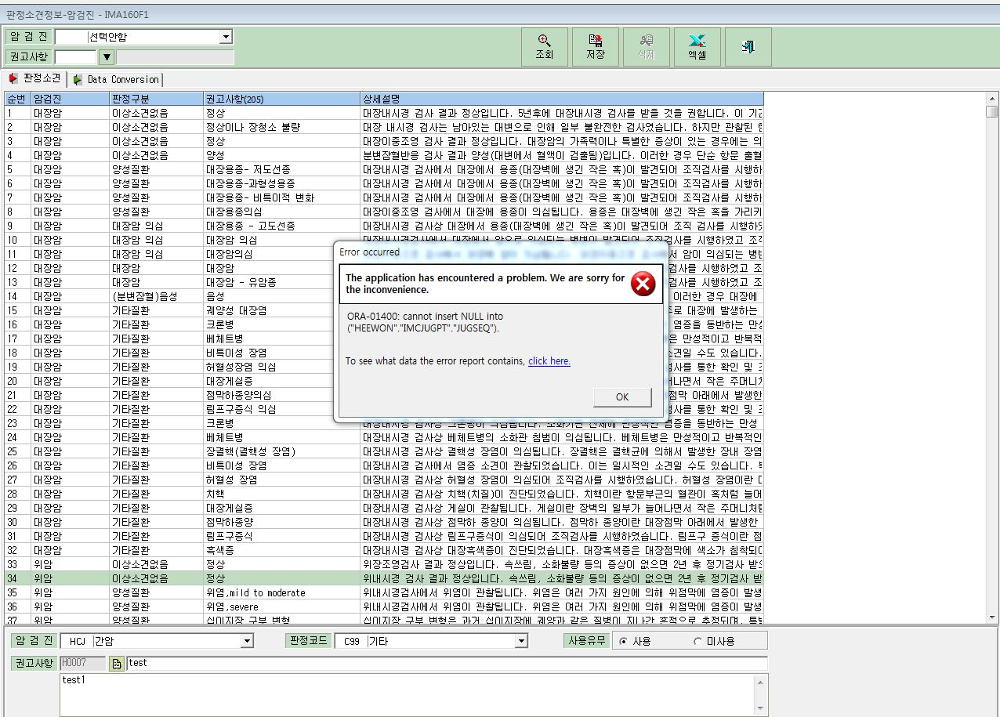 판정소견정보-암검진 - IMA160F1
암 검 진 선택안함
조회 저장 삭제 엑셀
권고사항
판정소견 Data Conversion
순번 암검진 판정구분 권고사항(205) 상세설명
1 대장암 이상소견없음 정상 대장내시경 검사 결과 정상입니다. 5년후에 대장내시경 검사를 받을 것을 권합니다. 이 기간
2 대장암 이상소견없음 정상이나 장청소 불량 대장 내시경 검사는 남아있는 대변으로 인해 일부 불완전한 검사였습니다. 하지만 관찰된
3 대장암 이상소견없음 정상 대장이중조영 검사 결과 정상입니다. 대장암의 가족력이나 특별한 증상이 있는 경우에는 의
4 대장암 이상소견없음 양성 분변잠혈반응 검사 결과 양성(대변에서 혈액이 검출됨)입니다. 이러한 경우 단순 항문 출혈
5 대장암 양성질환 대장용종- 저도선종 대장내시경 검사에서 대장에서 용종(대장벽에 생긴 작은 혹)이 발견되어 조직검사를 시행하
6 대장암 양성질환 대장용종-과형성용종 대장내시경 검사에서 대장에서 용종(대장벽에 생긴 작은 혹)이 발견되어 조직검사를 시행하
7 대장암 양성질환 대장용종- 비특이적 변화 대장내시경 검사에서 대장에서 용종(대장벽에 생긴 작은 혹)이 발견되어 조직검사를 시행하
8 대장암 양성질환 대장용종의심 대장이중조영 검사에서 대장에 용종이 의심됩니다. 용종은 대장벽에 생긴 작은 혹을 가리키
9 대장암 대장암 의심 대장용종 - 고도선종 대장내시경 검사상 대장에서 용종(대장벽에 생긴 작은 혹)이 발견되어 조직 검사를 시행하
10 대장암 대장암 의심 대장암 의심 대장내시경검사에서 대장에서 암으로 의심되는 병변이 발견되어 조직검사를 시행하였고 조직
11 대장암 대장암 의심 대장암의심 서 암이 의심되는 병변
12 대장암 대장암 대장암 검사를 시행하였고 조
13 대장암 대장암 대장암 - 유암종 검사를 시행하였고 조
14 대장암 (분변잠혈)음성 음성 이러한 경우 대장에
15 대장암 기타질환 궤양성 대장염 주로 대장에 발생하는
16 대장암 기타질환 크론병 염증을 동반하는 만성
17 대장암 기타질환 베체트병 은 만성적이고 반복적
18 대장암 기타질환 비특이성 장염 소견일 수도 있습니다.
19 대장암 기타질환 허혈성장염 의심 검사를 통한 확인 및
20 대장암 기타질환 대장게실증 어나면서 작은 주머니처
21 대장암 기타질환 점막하종양의심 점막 아래에서 발생한
22 대장암 기타질환 림프구증식 의심 검사를 통한 확인 및
23 대장암 기타질환 크론병 대장내시경 검사상 크론병이 의심됩니다. 소화기관 전체에 만성적인 염증을 동반하는 만성
24 대장암 기타질환 베체트병 대장내시경 검사상 베체트병의 소화관 침범이 의심됩니다. 베체트병은 만성적이고 반복적인
25 대장암 기타질환 장결핵(결핵성 장염) 대장내시경 검사상 결핵성 장염이 의심됩니다. 장결핵은 결핵균에 의해서 발생한 장내 장염
26 대장암 기타질환 비특이성 장염 대장내시경 검사에서 염증 소견이 관찰되었습니다. 이는 일시적인 소견일 수도 있습니다.
27 대장암 기타질환 허혈성 장염 대장내시경 검사상 허혈성 장염이 의심되어 조직검사를 시행하였습니다. 허혈성 장염이란
28 대장암 기타질환 치핵 대장내시경 검사상 치핵(치질)이 진단되었습니다. 치핵이란 항문부근의 혈관이 혹처럼 늘어
29 대장암 기타질환 대장게실증 대장내시경 검사상 게실이 관찰됩니다. 게실이란 장벽의 일부가 늘어나면서 작은 주머니처럼
30 대장암 기타질환 점막하종양 대장내시경 검사상 점막하 종양이 의심됩니다. 점막하 종양이란 대장점막 아래에서 발생한
31 대장암 기타질환 림프구증식 대장내시경 검사상 림프구증식이 의심되어 조직검사를 시행하였습니다. 림프구 증식이란 점
32 대장암 기타질환 흑색증 대장내시경 검사상 대장흑색증이 진단되었습니다. 대장흑색증은 대장점막에 색소가 침착되
33 위암 이상소견없음 정상 위장조영검사 결과 정상입니다. 속쓰림, 소화불량 등의 증상이 없으면 2년 후 정기검사 받
34 위암 이상소견없음 정상 위내시경 검사 결과 정상입니다. 속쓰림, 소화불량 등의 증상이 없으면 2년 후 정기검사 받
35 위암 양성질환 위염,mild to moderate 위내시경검사에서 위염이 관찰됩니다. 위염은 여러 가지 원인에 의해 위점막에 염증이 발생
36 위암 양성질환 위염,severe 위내시경검사에서 위염이 관찰됩니다. 위염은 여러 가지 원인에 의해 위점막에 염증이 발생
37 위암 양성질환 십이지장 구부 변형 십이지장 구부 변형은 과거 십이지장에 궤양과 같은 질병이 지나간 흔적으로 추정되며, 특별
Error occurred
The application has encountered a problem. We are sorry for
the inconvenience.
ORA-01400: cannot insert NULL into
("HEEWON"."IMCJUGPT"."JUGSEQ").
To see what data the error report contains, click here.
OK
암 검 진 HCJ 간암 판정코드 C99 기타 사용유무 사용 미사용
권고사항 H0007 test
test1